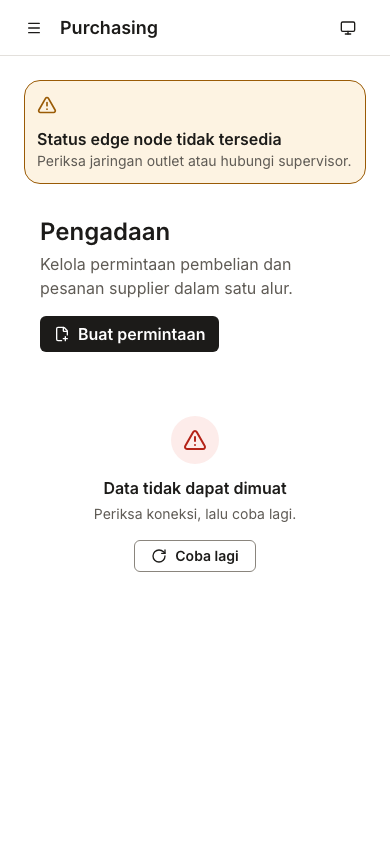 Purchasing
Status edge node tidak tersedia
Periksa jaringan outlet atau hubungi supervisor.
Pengadaan
Kelola permintaan pembelian dan
pesanan supplier dalam satu alur.
Buat permintaan
Data tidak dapat dimuat
Periksa koneksi, lalu coba lagi.
Coba lagi